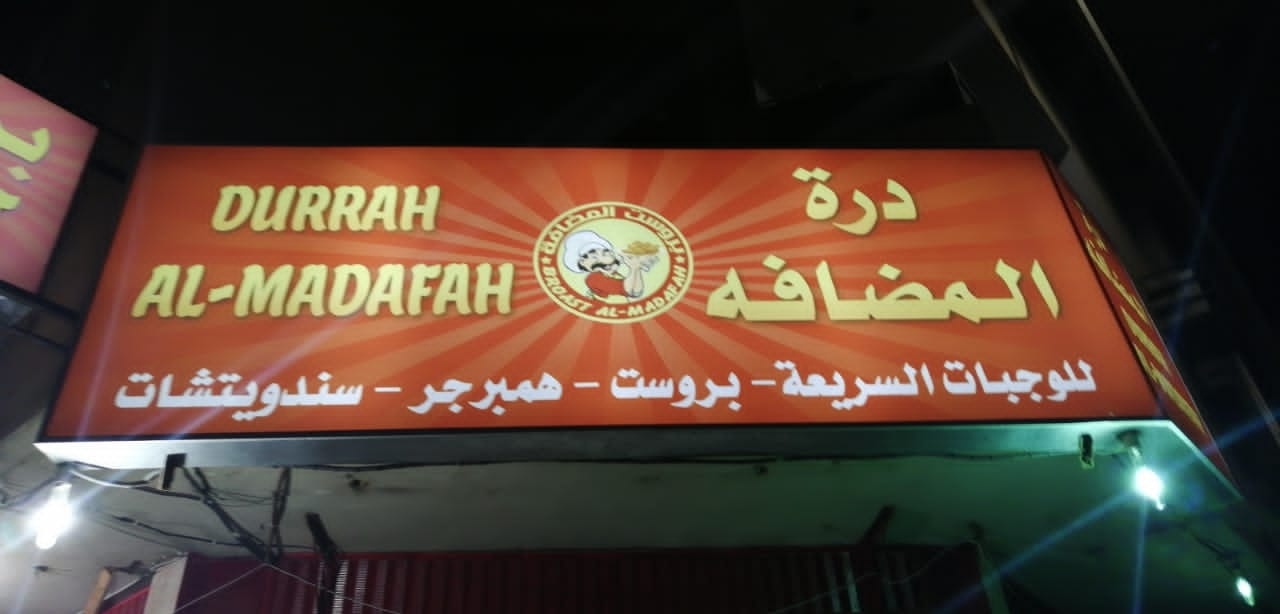 DURRAH
AL-MADAFAH
بروست المضافة
BROAST AL-MADAFAH
درة
المضافه
للوجبات السريعة - بروست - همبرجر - سندويتشات